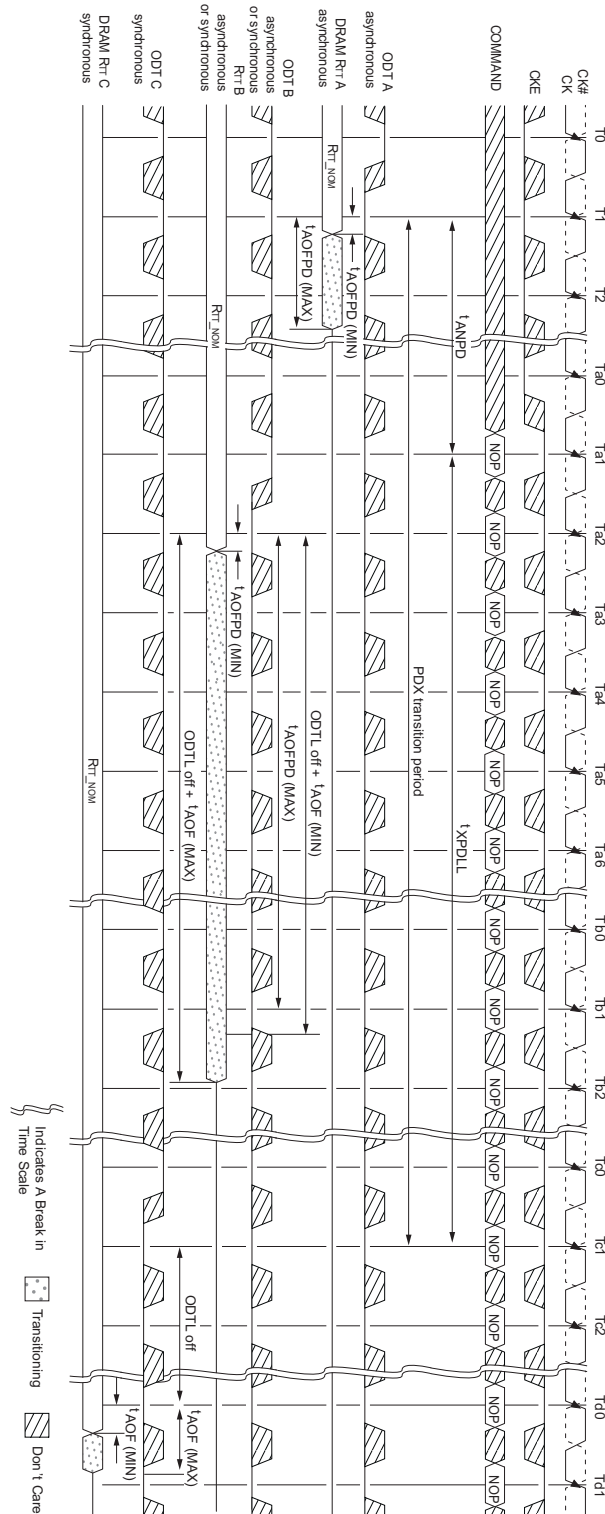 CK#
CK
T0 T1 T2 Ta0 Ta1 Ta2 Ta3 Ta4 Ta5 Ta6 Tb0 Tb1 Tb2 Tc0 Tc1 Tc2 Td0 Td1
CKE
COMMAND
NOP NOP NOP NOP NOP NOP NOP NOP NOP NOP NOP NOP NOP NOP
tANPD tXPDLL
PDX transition period
ODT A
asynchronous
tAOFPD (MIN)
DRAM RTT A
asynchronous
RTT_NOM
tAOFPD (MAX)
ODTL off + tAOF (MIN)
tAOFPD (MAX)
ODT B
asynchronous
or synchronous
tAOFPD (MIN)
RTT B
asynchronous
or synchronous
RTT_NOM
ODTL off + tAOF (MAX)
ODT C
synchronous
ODTL off
tAOF (MAX)
tAOF (MIN)
DRAM RTT C
synchronous
RTT_NOM
Indicates A Break in
Time Scale
Transitioning
Don't Care